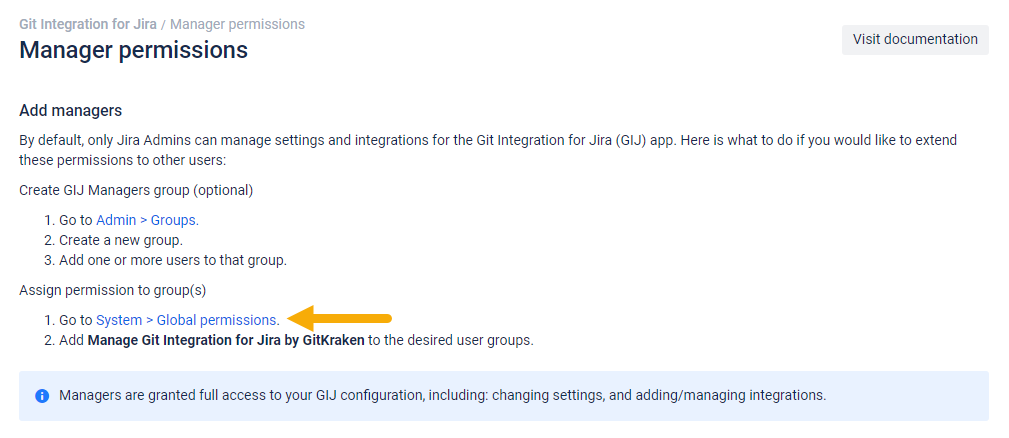 Git Integration for Jira / Manager permissions
Manager permissions
Visit documentation
Add managers
By default, only Jira Admins can manage settings and integrations for the Git Integration for Jira (GIJ) app. Here is what to do if you would like to extend
these permissions to other users:
Create GIJ Managers group (optional)
1. Go to Admin > Groups.
2. Create a new group.
3. Add one or more users to that group.
Assign permission to group(s)
1. Go to System > Global permissions.
2. Add Manage Git Integration for Jira by GitKraken to the desired user groups.
Managers are granted full access to your GIJ configuration, including: changing settings, and adding/managing integrations.